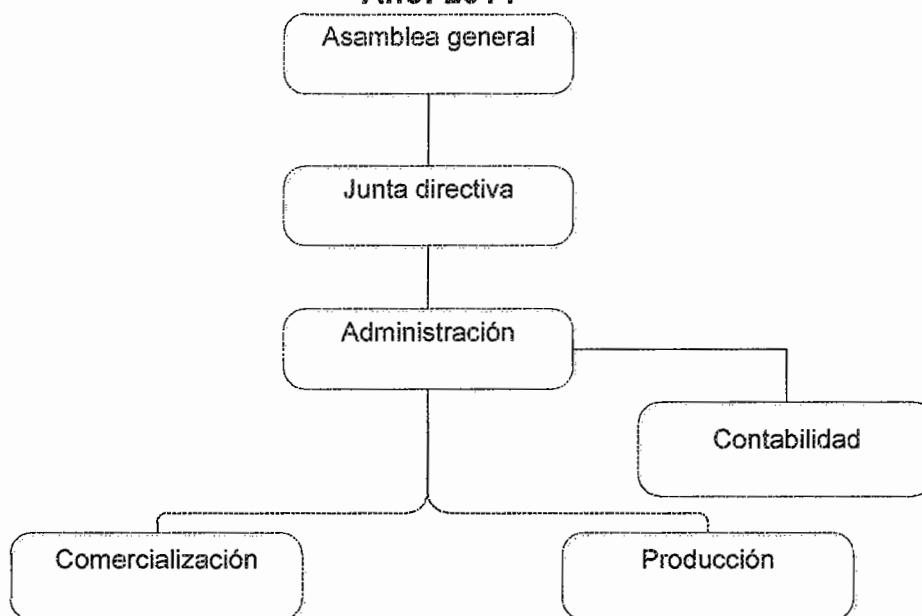 Asamblea general
Junta directiva
Administración
Contabilidad
Comercialización
Producción